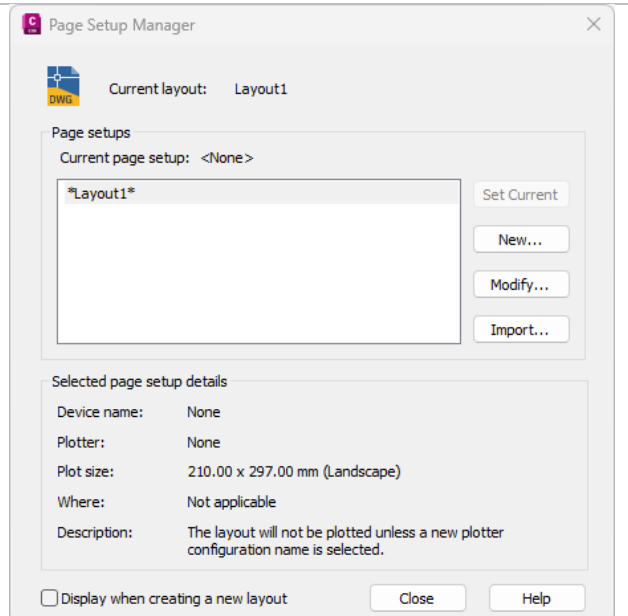 C
Page Setup Manager
DWG
Current layout: Layout1
Page setups
Current page setup: <None>
*Layout1*
Set Current
New...
Modify...
Import...
Selected page setup details
Device name: None
Plotter: None
Plot size: 210.00 x 297.00 mm (Landscape)
Where: Not applicable
Description: The layout will not be plotted unless a new plotter
configuration name is selected.
Display when creating a new layout
Close
Help